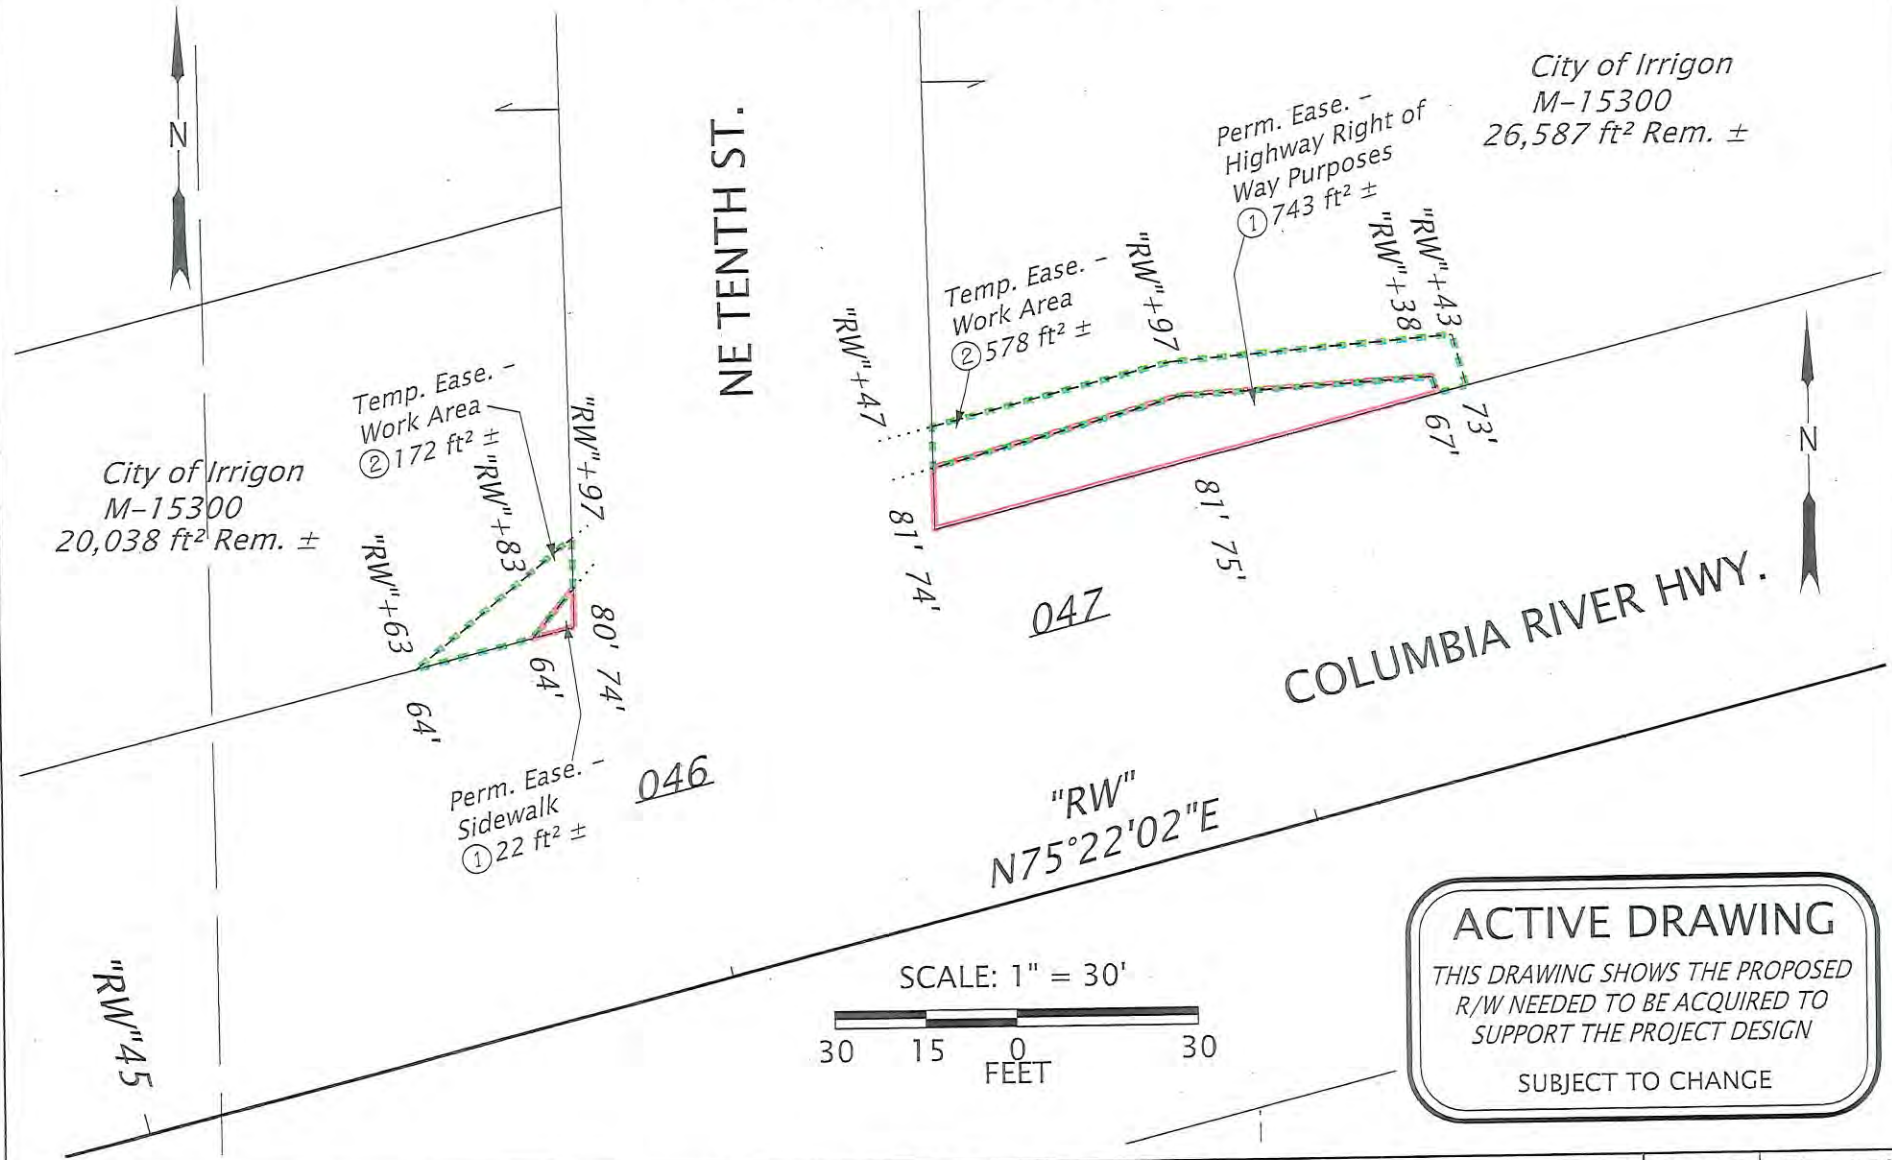 N
City of Irrigon
M-15300
20,038 ft² Rem. ±
Temp. Ease. -
Work Area
② 172 ft² ±
"RW"+63
"RW"+83
"RW"+97
64'
64'
80' 74'
Perm. Ease. -
Sidewalk
① 22 ft² ±
046
NE TENTH ST.
City of Irrigon
M-15300
26,587 ft² Rem. ±
Perm. Ease. -
Highway Right of
Way Purposes
① 743 ft² ±
Temp. Ease. -
Work Area
② 578 ft² ±
"RW"+47
"RW"+97
"RW"+38
"RW"+43
81' 74'
81' 75'
67'
73'
047
N
COLUMBIA RIVER HWY.
"RW"
N75°22'02"E
"RW"45
SCALE: 1" = 30'
30 15 0 30
FEET
ACTIVE DRAWING
THIS DRAWING SHOWS THE PROPOSED
R/W NEEDED TO BE ACQUIRED TO
SUPPORT THE PROJECT DESIGN
SUBJECT TO CHANGE